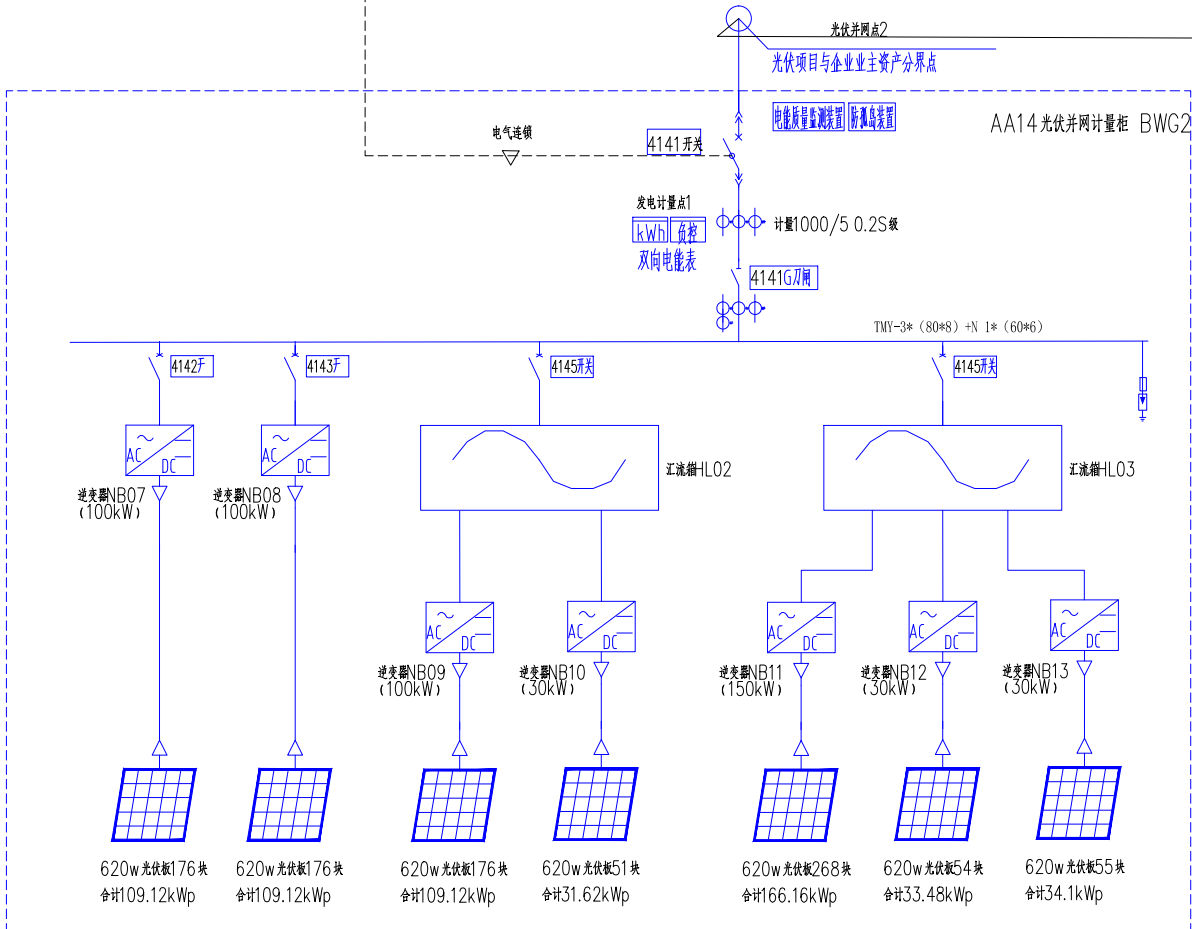 光伏并网点2
光伏项目与企业业主资产分界点
电能质量监测装置 防孤岛装置
AA14光伏并网计量柜 BWG2
电气连锁
4141开关
发电计量点1
kWh 负控
双向电能表
计量1000/5 0.2S级
4141G刀闸
TMY-3*(80*8)+N 1*(60*6)
4142开
4143开
4145开关
4145开关
AC DC
AC DC
汇流箱HL02
汇流箱HL03
逆变器NB07
(100kW)
逆变器NB08
(100kW)
AC DC
AC DC
AC DC
AC DC
AC DC
逆变器NB09
(100kW)
逆变器NB10
(30kW)
逆变器NB11
(150kW)
逆变器NB12
(30kW)
逆变器NB13
(30kW)
620w光伏板176块
合计109.12kWp
620w光伏板176块
合计109.12kWp
620w光伏板176块
合计109.12kWp
620w光伏板51块
合计31.62kWp
620w光伏板268块
合计166.16kWp
620w光伏板54块
合计33.48kWp
620w光伏板55块
合计34.1kWp